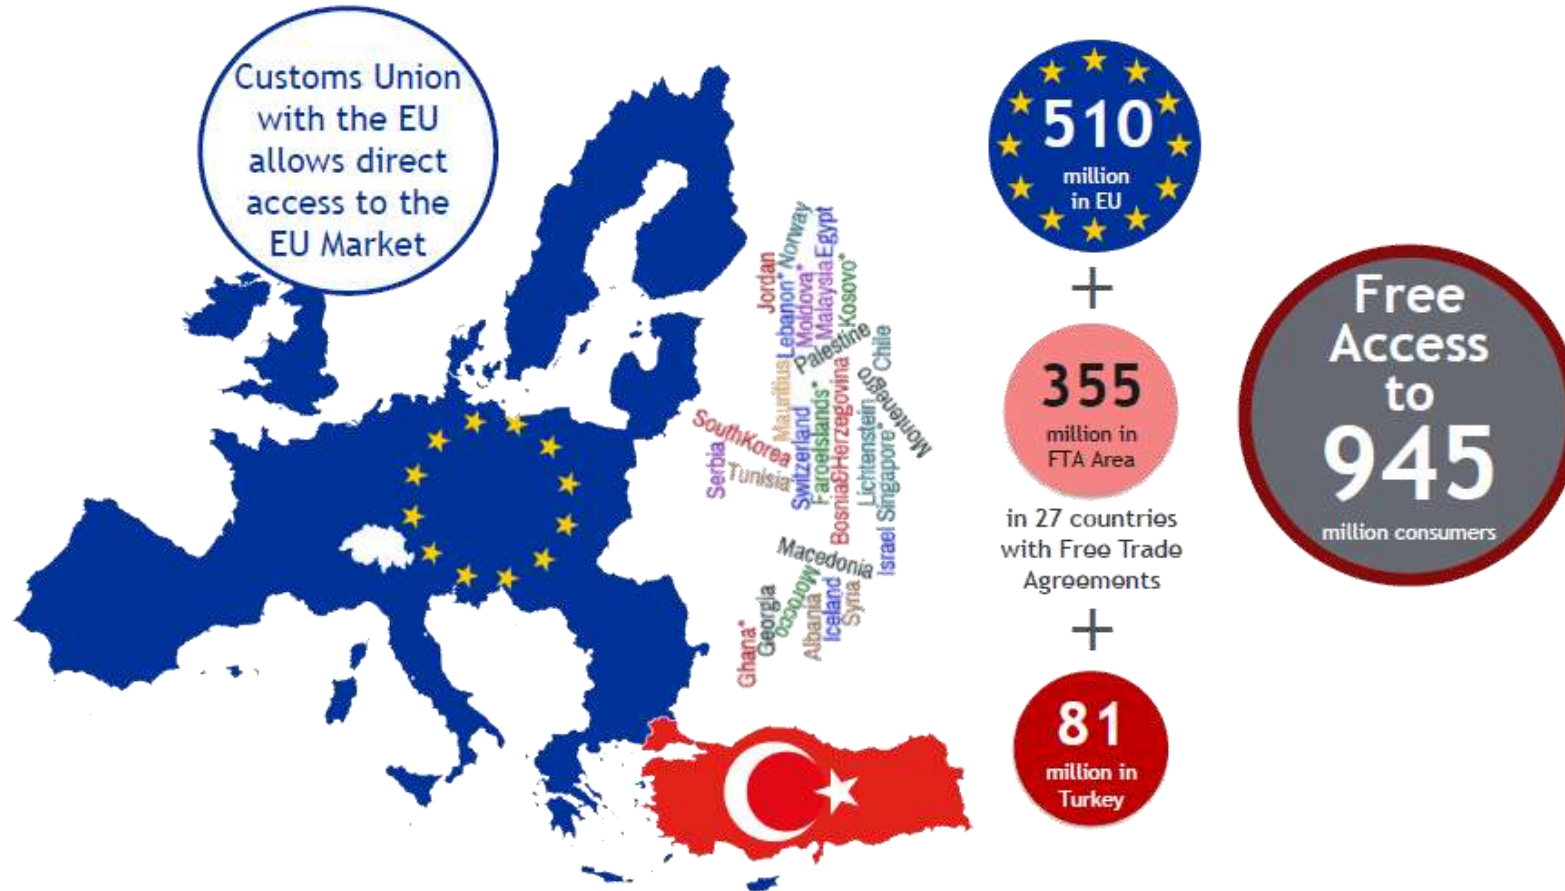 Customs Union
with the EU
allows direct
access to the
EU Market
Jordan
Norway
Egypt
Lebanon*
Moldova*
Malaysia
Kosovo*
Palestine
Chile
Mauritius
Montenegro
SouthKorea
Serbia
Tunisia
Switzerland
FaroeIslands*
Bosnia&Herzegovina
Lichtenstein
Singapore*
Israel
Macedonia
Morocco
Georgia
Ghana*
Albania
Iceland
Syria
510
million
in EU
+
355
million in
FTA Area
in 27 countries
with Free Trade
Agreements
+
81
million in
Turkey
Free
Access
to
945
million consumers